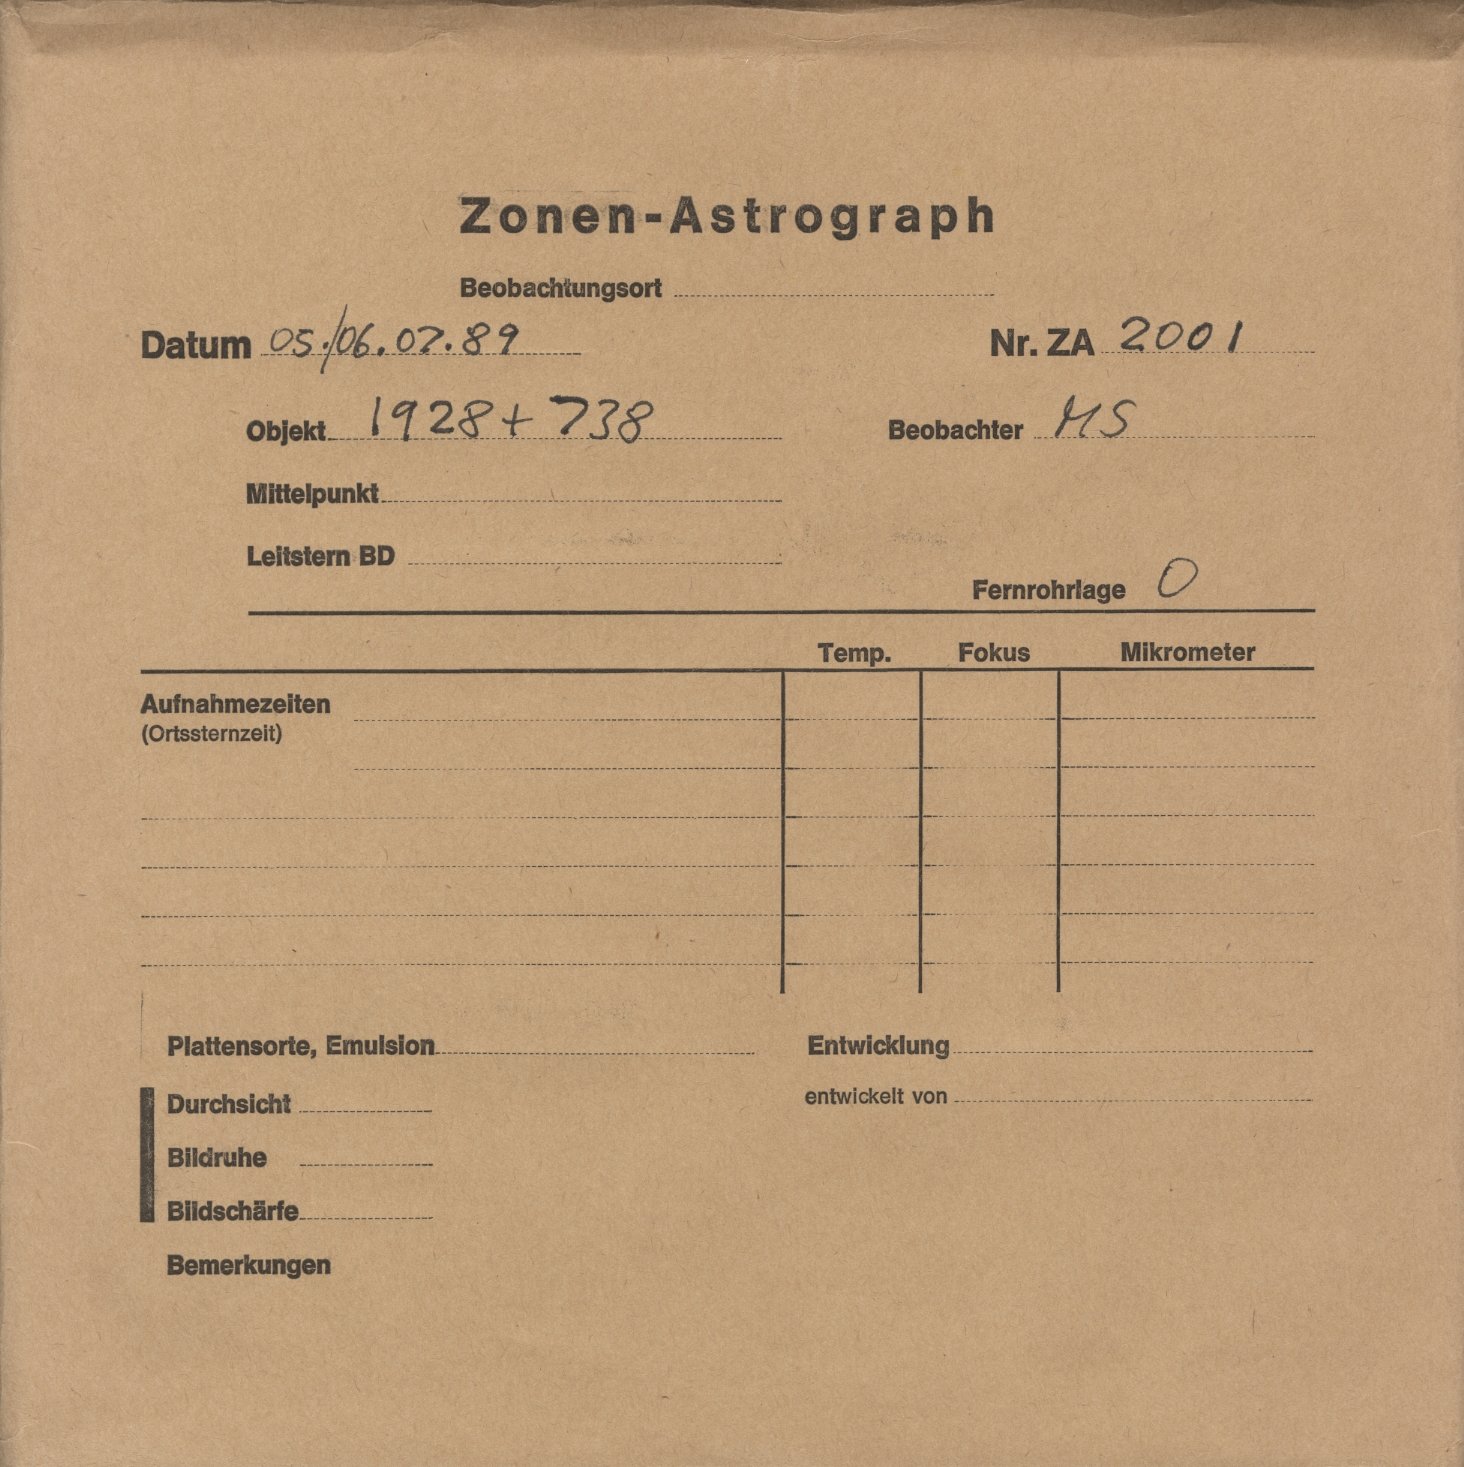 Zonen-Astrograph
Beobachtungsort
Datum 05./06.07.89
Nr. ZA 2001
Objekt 1928+738
Beobachter MS
Mittelpunkt
Leitstern BD
Fernrohrlage O
Temp. Fokus Mikrometer
Aufnahmezeiten
(Ortssternzeit)
Plattensorte, Emulsion
Entwicklung
Durchsicht
entwickelt von
Bildruhe
Bildschärfe
Bemerkungen